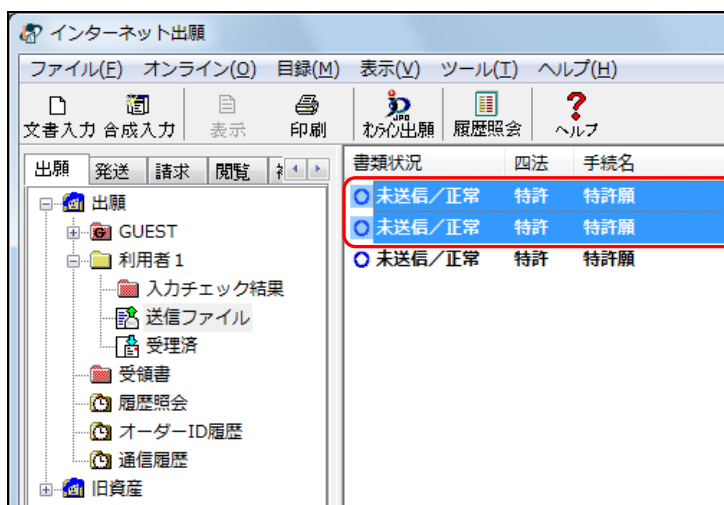 インターネット出願
ファイル(F) オンライン(O) 目録(M) 表示(V) ツール(T) ヘルプ(H)
文書入力 合成入力 表示 印刷 オンライン出願 履歴照会 ヘルプ
出願 発送 請求 閲覧
書類状況 四法 手続名
未送信/正常 特許 特許願
未送信/正常 特許 特許願
未送信/正常 特許 特許願
出願
GUEST
利用者1
入力チェック結果
送信ファイル
受理済
受領書
履歴照会
オーダーID履歴
通信履歴
旧資産